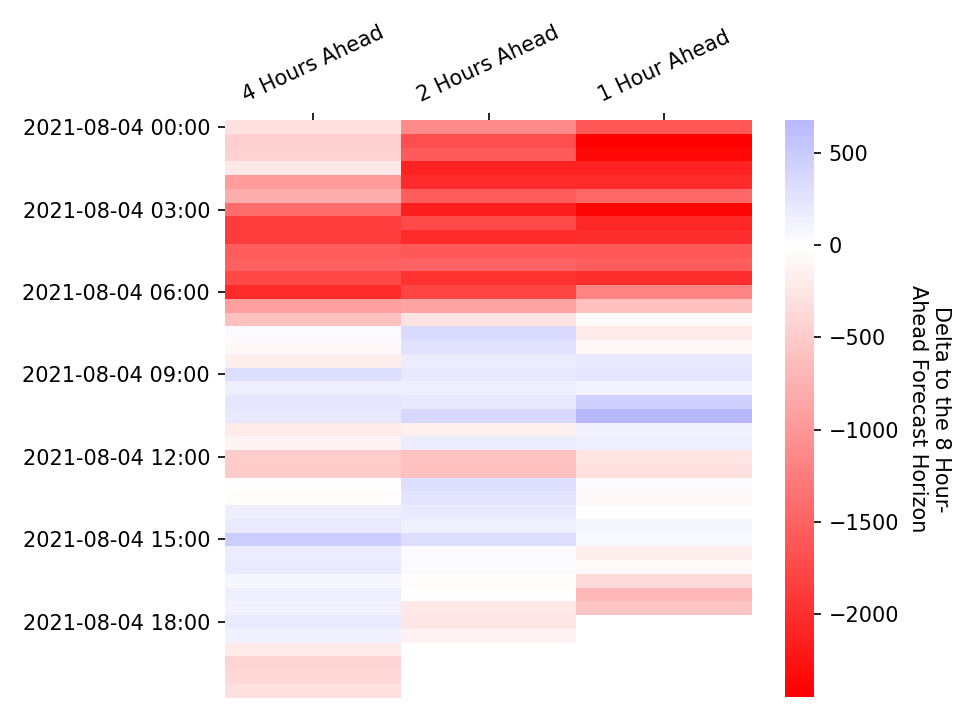 4 Hours Ahead
2 Hours Ahead
1 Hour Ahead
2021-08-04 00:00
2021-08-04 03:00
2021-08-04 06:00
2021-08-04 09:00
2021-08-04 12:00
2021-08-04 15:00
2021-08-04 18:00
500
0
−500
−1000
−1500
−2000
Delta to the 8 Hour-
Ahead Forecast Horizon